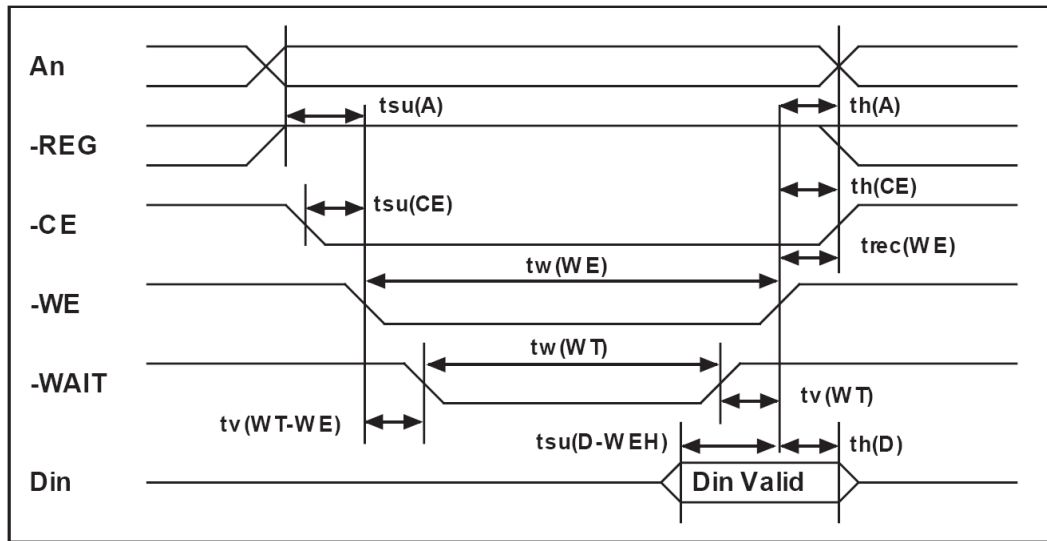 An
tsu(A)
th(A)
-REG
th(CE)
tsu(CE)
-CE
trec(WE)
tw(WE)
-WE
tw(WT)
-WAIT
tv(WT)
tv(WT-WE)
tsu(D-WEH)
th(D)
Din
Din Valid